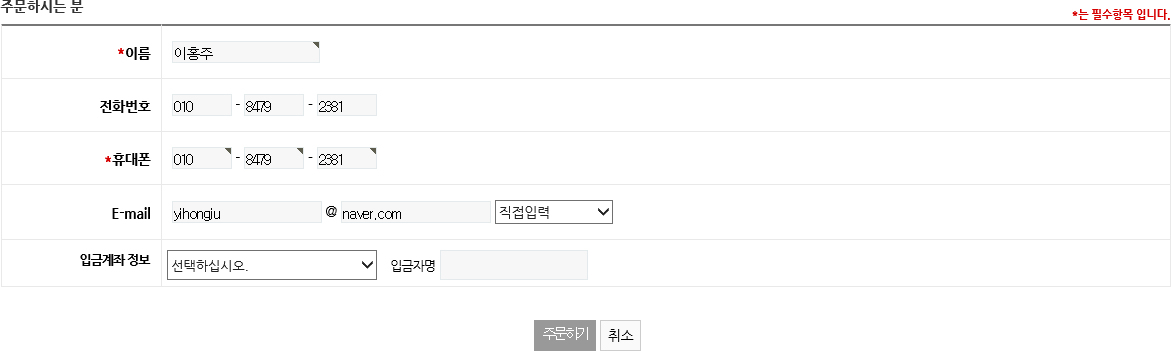 주문하시는 분
*는 필수항목 입니다.
*이름 이홍주
전화번호 010 - 8479 - 2381
*휴대폰 010 - 8479 - 2381
E-mail yihongju @ naver.com 직접입력
입금계좌 정보 선택하십시오. 입금자명
주문하기 취소